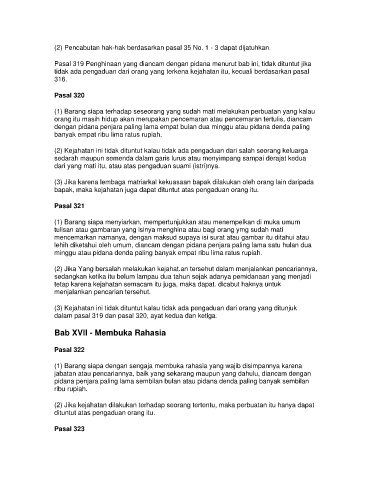 (2) Pencabutan hak-hak berdasarkan pasal 35 No. 1 - 3 dapat dijatuhkan
Pasal 319 Penghinaan yang diancam dengan pidana menurut bab ini, tidak dituntut jika
tidak ada pengaduan dari orang yang terkena kejahatan itu, kecuali berdasarkan pasal
316.
Pasal 320
(1) Barang siapa terhadap seseorang yang sudah mati melakukan perbuatan yang kalau
orang itu masih hidup akan merupakan pencemaran atau pencemaran tertulis, diancam
dengan pidana penjara paling lama empat bulan dua minggu atau pidana denda paling
banyak empat ribu lima ratus rupiah.
(2) Kejahatan ini tidak dituntut kalau tidak ada pengaduan dari salah seorang keluarga
sedarah maupun semenda dalam garis lurus atau menyimpang sampai derajat kedua
dari yang mati itu, atau atas pengaduan suami (istri)nya.
(3) Jika karena lembaga matriarkal kekuasaan bapak dilakukan oleh orang lain daripada
bapak, maka kejahatan juga dapat dituntut atas pengaduan orang itu.
Pasal 321
(1) Barang siapa menyiarkan, mempertunjukkan atau menempelkan di muka umum
tulisan atau gambaran yang isinya menghina atau bagi orang ymg sudah mati
mencemarkan namanya, dengan maksud supaya isi surat atau gambar itu ditahui atau
lehih diketahui oleh umum, diancam dengan pidana penjara paling lama satu hulan dua
minggu atau pidana denda paling banyak empat ribu lima ratus rupiah.
(2) Jika Yang bersalah melakukan kejahat.an tersehut dalam menjalankan pencariannya,
sedangkan ketika itu belum lampau dua tahun sejak adanya pemidanaan yang menjadi
tetap karena kejahatan semacam itu juga, maka dapat. dicabut haknya untuk
menjalankan pencarian tersehut.
(3) Kejahatan ini tidak dituntut kalau tidak ada pengaduan dari orang yang ditunjuk
dalam pasal 319 dan pasal 320, ayat kedua dan ketiga.
Bab XVII - Membuka Rahasia
Pasal 322
(1) Barang siapa dengan sengaja membuka rahasia yang wajib disimpannya karena
jabatan atau pencariannya, baik yang sekarang maupun yang dahulu, diancam dengan
pidana penjara paling lama sembilan bulan atau pidana denda paling banyak sembilan
ribu rupiah.
(2) Jika kejahatan dilakukan terhadap seorang tertentu, maka perbuatan itu hanya dapat
dituntut atas pengaduan orang itu.
Pasal 323